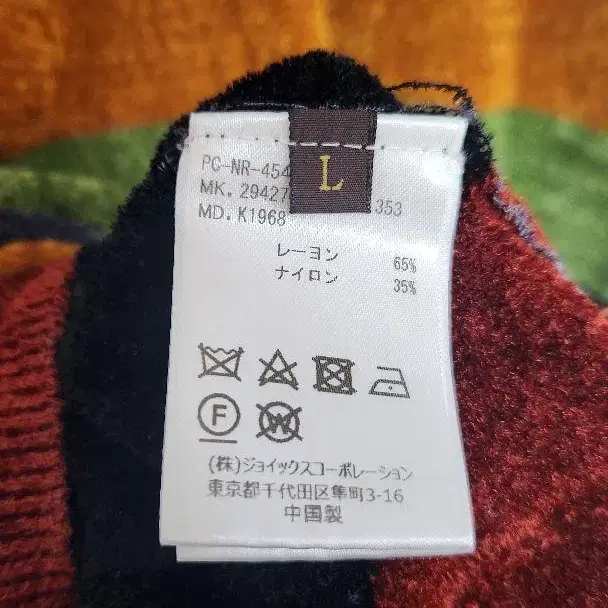 PC-NR-454
MK. 29427
353
MD. K1968
L
レーヨン 65%
ナイロン 35%
F
W
(株)ジョイックスコーポレーション
東京都千代田区隼町3-16
中国製